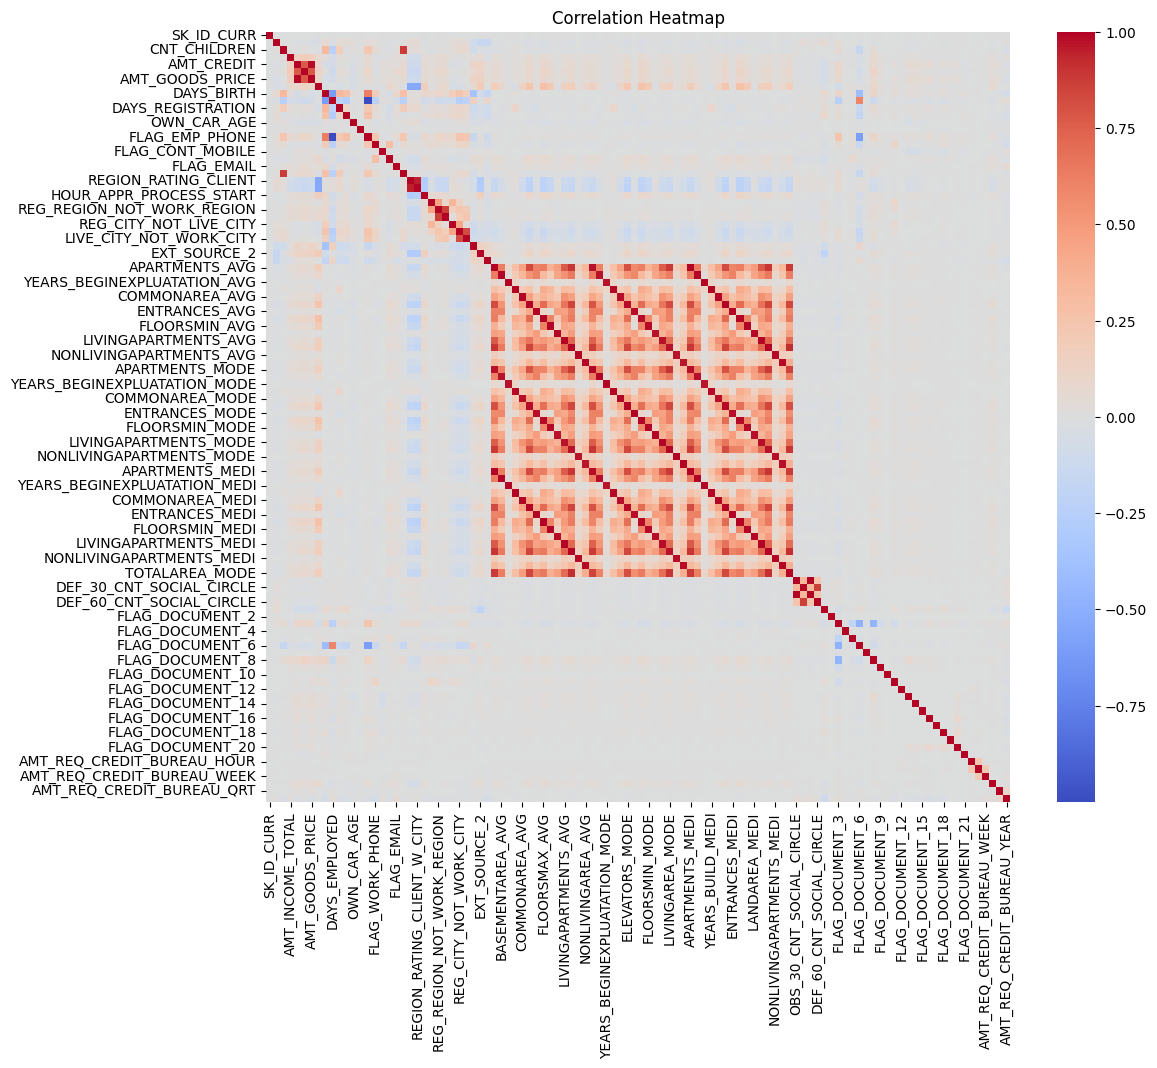 Correlation Heatmap
SK_ID_CURR
CNT_CHILDREN
AMT_CREDIT
AMT_GOODS_PRICE
DAYS_BIRTH
DAYS_REGISTRATION
OWN_CAR_AGE
FLAG_EMP_PHONE
FLAG_CONT_MOBILE
FLAG_EMAIL
REGION_RATING_CLIENT
HOUR_APPR_PROCESS_START
REG_REGION_NOT_WORK_REGION
REG_CITY_NOT_LIVE_CITY
LIVE_CITY_NOT_WORK_CITY
EXT_SOURCE_2
APARTMENTS_AVG
YEARS_BEGINEXPLUATATION_AVG
COMMONAREA_AVG
ENTRANCES_AVG
FLOORSMIN_AVG
LIVINGAPARTMENTS_AVG
NONLIVINGAPARTMENTS_AVG
APARTMENTS_MODE
YEARS_BEGINEXPLUATATION_MODE
COMMONAREA_MODE
ENTRANCES_MODE
FLOORSMIN_MODE
LIVINGAPARTMENTS_MODE
NONLIVINGAPARTMENTS_MODE
APARTMENTS_MEDI
YEARS_BEGINEXPLUATATION_MEDI
COMMONAREA_MEDI
ENTRANCES_MEDI
FLOORSMIN_MEDI
LIVINGAPARTMENTS_MEDI
NONLIVINGAPARTMENTS_MEDI
TOTALAREA_MODE
DEF_30_CNT_SOCIAL_CIRCLE
DEF_60_CNT_SOCIAL_CIRCLE
FLAG_DOCUMENT_2
FLAG_DOCUMENT_4
FLAG_DOCUMENT_6
FLAG_DOCUMENT_8
FLAG_DOCUMENT_10
FLAG_DOCUMENT_12
FLAG_DOCUMENT_14
FLAG_DOCUMENT_16
FLAG_DOCUMENT_18
FLAG_DOCUMENT_20
AMT_REQ_CREDIT_BUREAU_HOUR
AMT_REQ_CREDIT_BUREAU_WEEK
AMT_REQ_CREDIT_BUREAU_QRT
SK_ID_CURR
AMT_INCOME_TOTAL
AMT_GOODS_PRICE
DAYS_EMPLOYED
OWN_CAR_AGE
FLAG_WORK_PHONE
FLAG_EMAIL
REGION_RATING_CLIENT_W_CITY
REG_REGION_NOT_WORK_REGION
REG_CITY_NOT_WORK_CITY
EXT_SOURCE_2
BASEMENTAREA_AVG
COMMONAREA_AVG
FLOORSMAX_AVG
LIVINGAPARTMENTS_AVG
NONLIVINGAREA_AVG
YEARS_BEGINEXPLUATATION_MODE
ELEVATORS_MODE
FLOORSMIN_MODE
LIVINGAREA_MODE
APARTMENTS_MEDI
YEARS_BUILD_MEDI
ENTRANCES_MEDI
LANDAREA_MEDI
NONLIVINGAPARTMENTS_MEDI
OBS_30_CNT_SOCIAL_CIRCLE
DEF_60_CNT_SOCIAL_CIRCLE
FLAG_DOCUMENT_3
FLAG_DOCUMENT_6
FLAG_DOCUMENT_9
FLAG_DOCUMENT_12
FLAG_DOCUMENT_15
FLAG_DOCUMENT_18
FLAG_DOCUMENT_21
AMT_REQ_CREDIT_BUREAU_WEEK
AMT_REQ_CREDIT_BUREAU_YEAR
1.00
0.75
0.50
0.25
0.00
−0.25
−0.50
−0.75